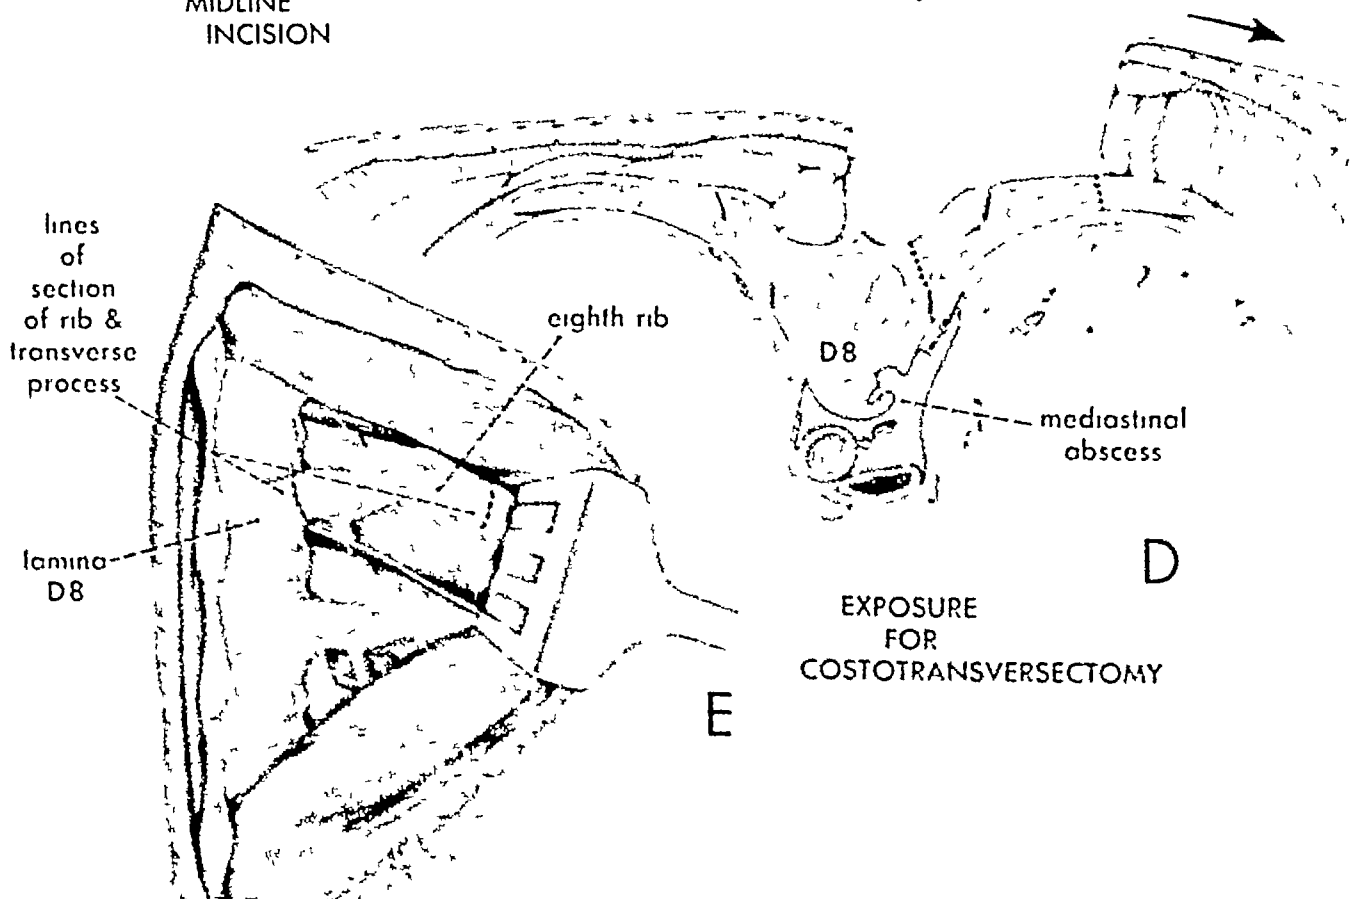 MIDLINE
INCISION
lines
of
section
of rib &
transverse
process
eighth rib
D8
mediastinal
abscess
lamina
D8
D
EXPOSURE
FOR
COSTOTRANSVERSECTOMY
E